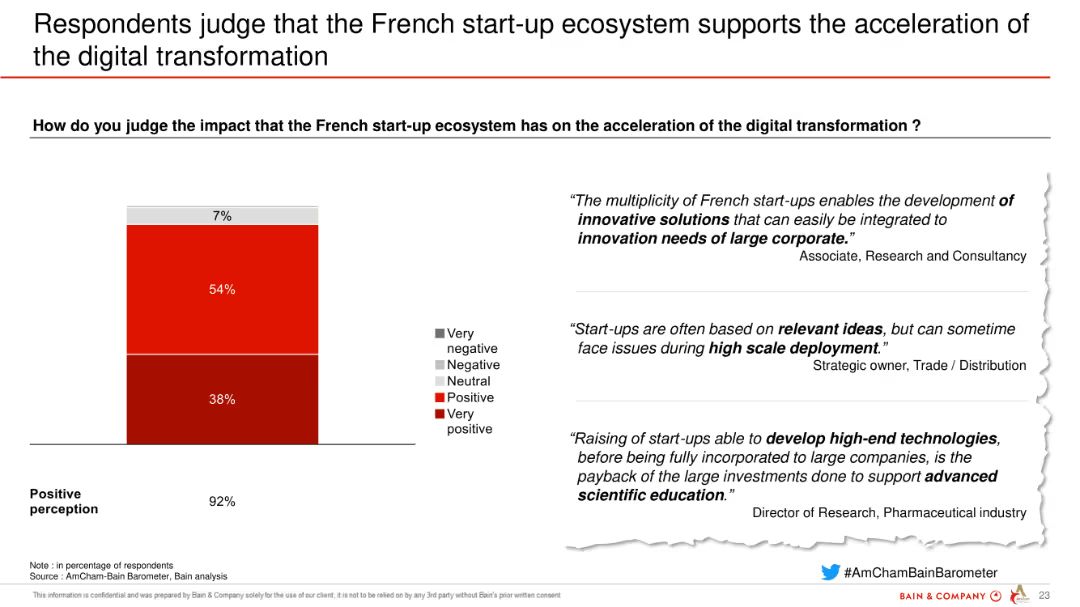 Respondents judge that the French start-up ecosystem supports the acceleration of
the digital transformation
How do you judge the impact that the French start-up ecosystem has on the acceleration of the digital transformation ?
7%
54%
38%
Very
negative
Negative
Neutral
Positive
Very
positive
Positive
perception
92%
“The multiplicity of French start-ups enables the development of
innovative solutions that can easily be integrated to
innovation needs of large corporate.”
Associate, Research and Consultancy
“Start-ups are often based on relevant ideas, but can sometime
face issues during high scale deployment.”
Strategic owner, Trade / Distribution
“Raising of start-ups able to develop high-end technologies,
before being fully incorporated to large companies, is the
payback of the large investments done to support advanced
scientific education.”
Director of Research, Pharmaceutical industry
Note : in percentage of respondents
Source : AmCham-Bain Barometer, Bain analysis
#AmChamBainBarometer
This information is confidential and was prepared by Bain & Company solely for the use of our client; it is not to be relied on by any 3rd party without Bain's prior written consent
BAIN & COMPANY
23